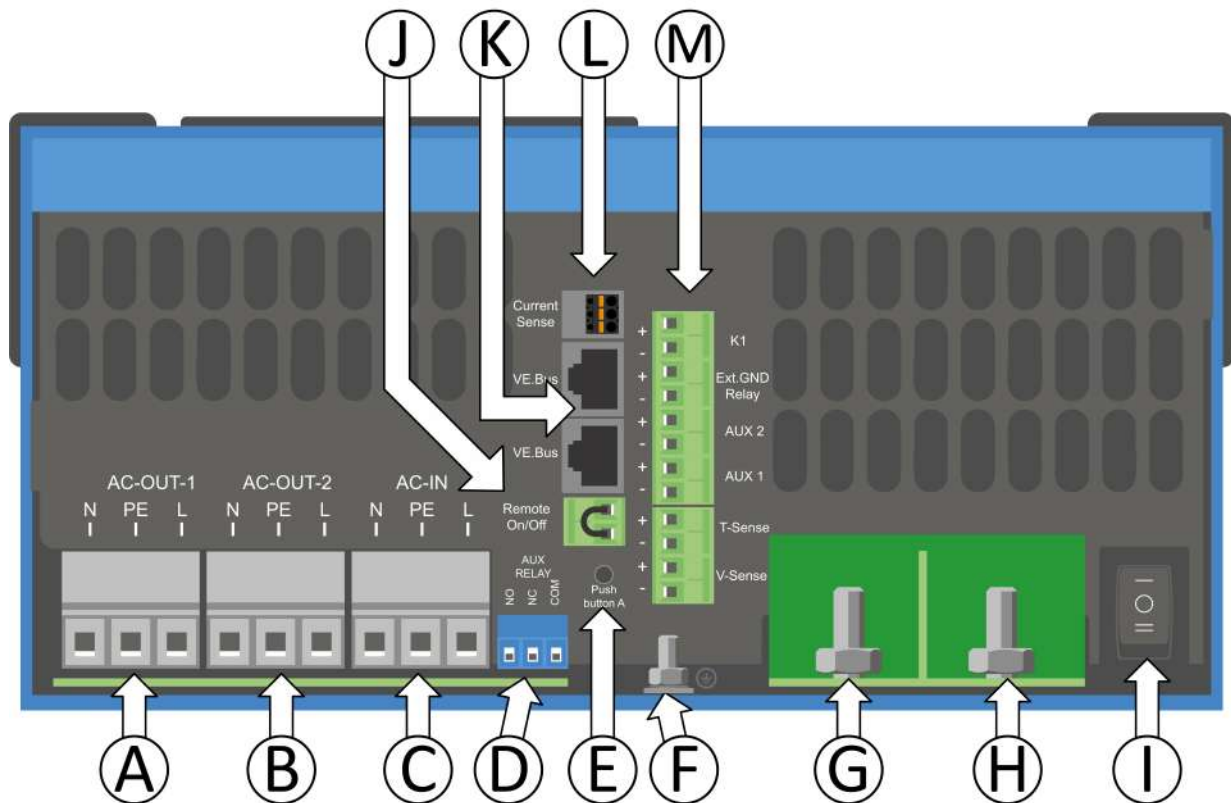 J K L M
Current
Sense
VE.Bus
VE.Bus
Remote
On/Off
+
-
K1
+
-
Ext.GND
Relay
+
-
AUX 2
+
-
AUX 1
+
-
T-Sense
+
-
V-Sense
AC-OUT-1 AC-OUT-2 AC-IN
N PE L N PE L N PE L
AUX
RELAY
NO NC COM
Push
button A
A B C D E F G H I